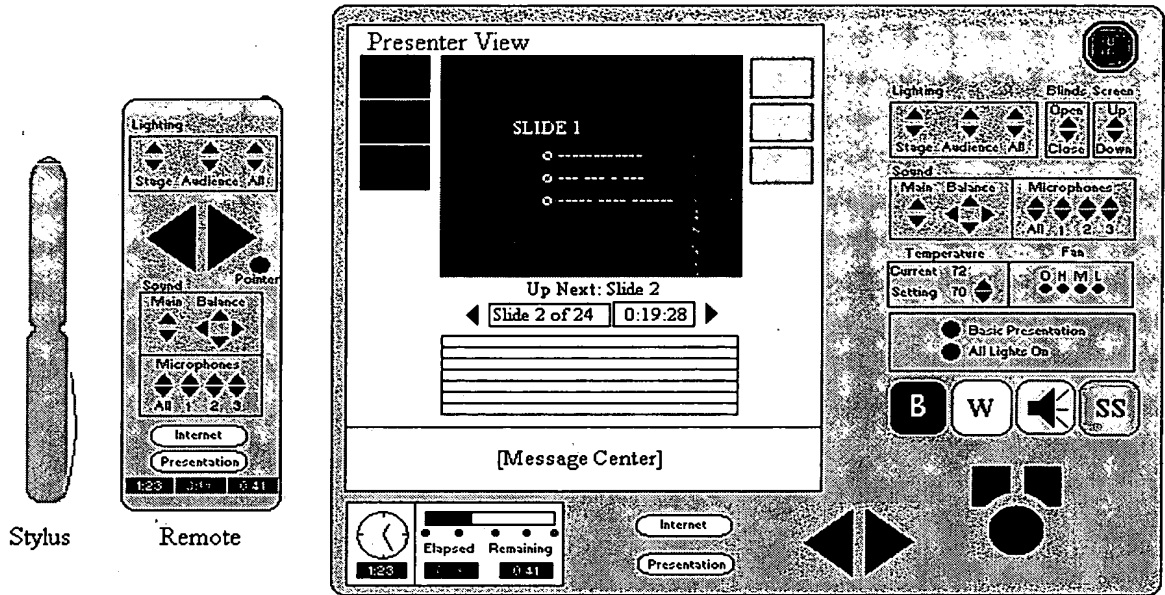 Stylus
Lighting
Stage Audience All
Pointer
Sound
Main Balance
Microphones
All 1 2 3
Internet
Presentation
1:23 0:41
Remote
Presenter View
SLIDE 1
Up Next: Slide 2
Slide 2 of 24 0:19:28
[Message Center]
Elapsed Remaining
1:23 0:41
Internet
Presentation
Lighting Blinds Screen
Open Up
Stage Audience All Close Down
Sound
Main Balance Microphones
All 1 2 3
Temperature Fan
Current 72 O H M L
Setting 70
Basic Presentation
All Lights On
B W SS